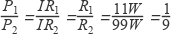 P₁/P₂ = IR₁/IR₂ = R₁/R₂ = 11W/99W = 1/9